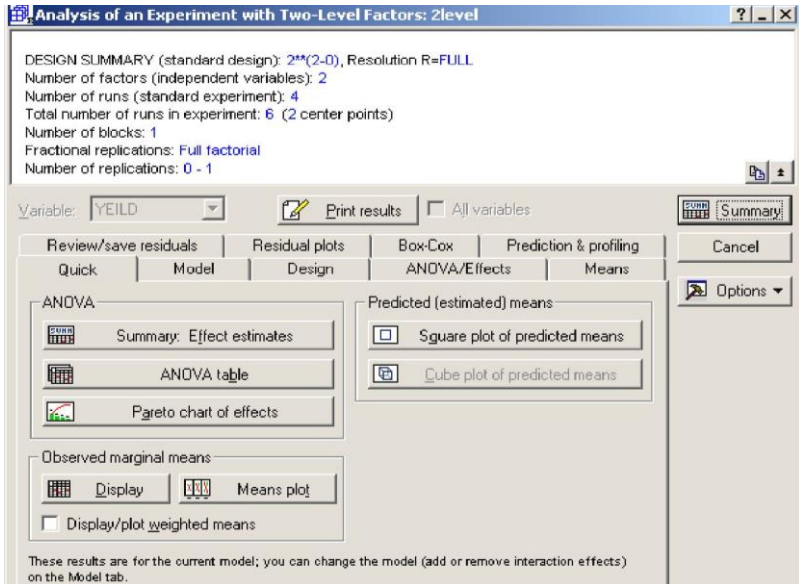 Analysis of an Experiment with Two-Level Factors: 2level
DESIGN SUMMARY (standard design): 2**(2-0), Resolution R=FULL
Number of factors (independent variables): 2
Number of runs (standard experiment): 4
Total number of runs in experiment: 6 (2 center points)
Number of blocks: 1
Fractional replications: Full factorial
Number of replications: 0 - 1
Variable: YEILD Print results All variables Summary
Review/save residuals Residual plots Box-Cox Prediction & profiling Cancel
Quick Model Design ANOVA/Effects Means
Options
ANOVA Predicted (estimated) means
Summary: Effect estimates Square plot of predicted means
ANOVA table Cube plot of predicted means
Pareto chart of effects
Observed marginal means
Display Means plot
Display/plot weighted means
These results are for the current model; you can change the model (add or remove interaction effects)
on the Model tab.